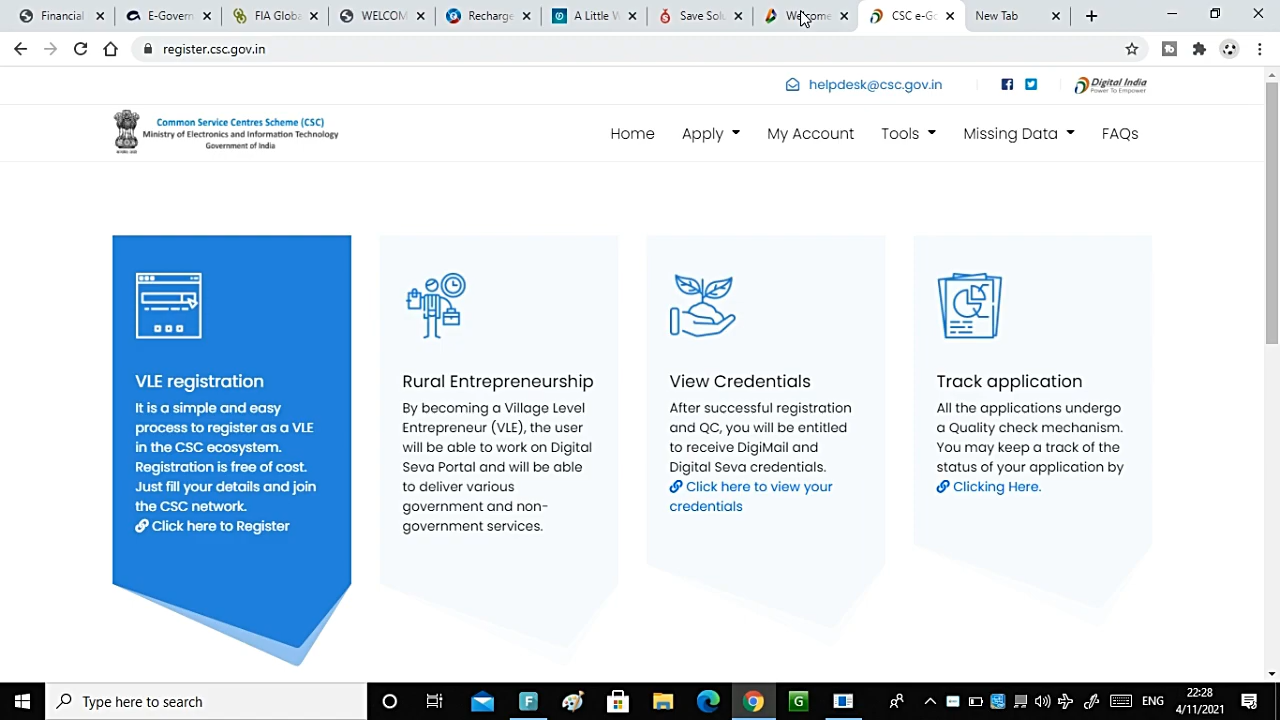 Financial
E-Govern
FIA Globa
WELCOM
Recharge
A Little W
Save Solu
Welcome
CSC e-Go
New Tab
register.csc.gov.in
helpdesk@csc.gov.in
Digital India
Power To Empower
Common Service Centres Scheme (CSC)
Ministry of Electronics and Information Technology
Government of India
Home
Apply
My Account
Tools
Missing Data
FAQs
VLE registration
It is a simple and easy
process to register as a VLE
in the CSC ecosystem.
Registration is free of cost.
Just fill your details and join
the CSC network.
Click here to Register
Rural Entrepreneurship
By becoming a Village Level
Entrepreneur (VLE), the user
will be able to work on Digital
Seva Portal and will be able
to deliver various
government and non-
government services.
View Credentials
After successful registration
and QC, you will be entitled
to receive DigiMail and
Digital Seva credentials.
Click here to view your
credentials
Track application
All the applications undergo
a Quality check mechanism.
You may keep a track of the
status of your application by
Clicking Here.
Type here to search
ENG
22:28
4/11/2021